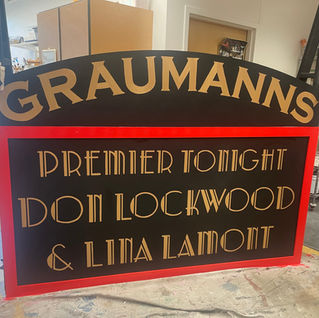 GRAUMANNS
PREMIER TONIGHT
DON LOCKWOOD
& LINA LAMONT